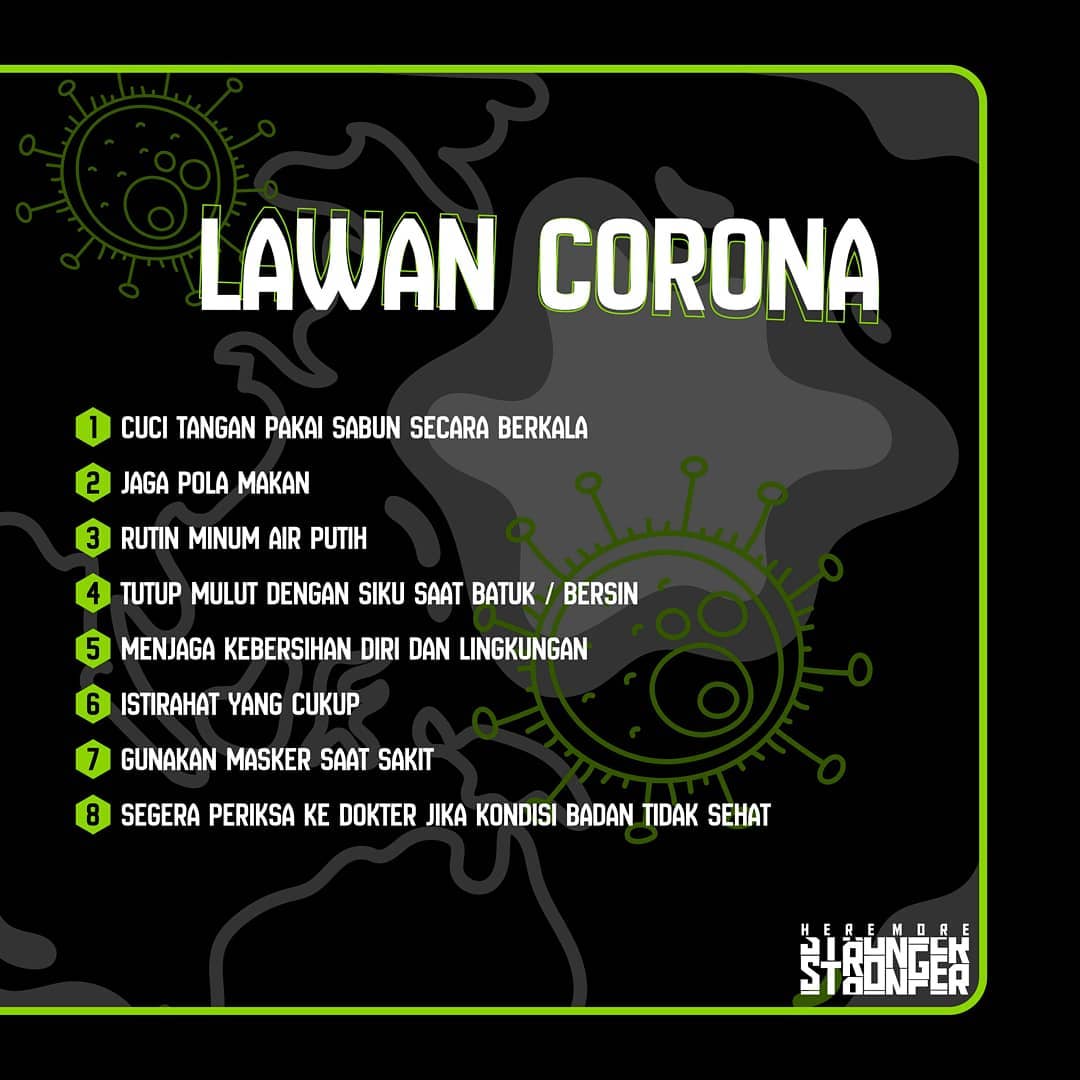 LAWAN CORONA
1 CUCI TANGAN PAKAI SABUN SECARA BERKALA
2 JAGA POLA MAKAN
3 RUTIN MINUM AIR PUTIH
4 TUTUP MULUT DENGAN SIKU SAAT BATUK / BERSIN
5 MENJAGA KEBERSIHAN DIRI DAN LINGKUNGAN
6 ISTIRAHAT YANG CUKUP
7 GUNAKAN MASKER SAAT SAKIT
8 SEGERA PERIKSA KE DOKTER JIKA KONDISI BADAN TIDAK SEHAT
HEREMORE
STRONGER